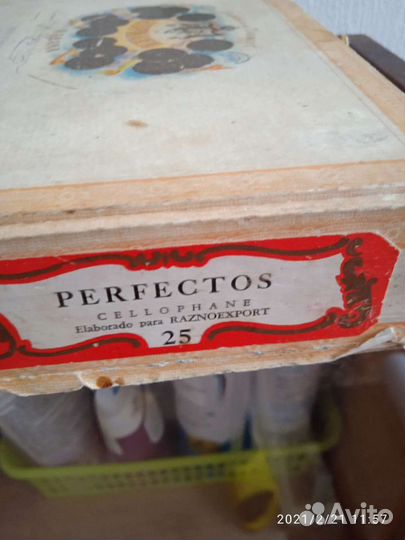 PERFECTOS
CELLOPHANE
Elaborado para RAZNOEXPORT
25
2021/2/21 11:57
Avito